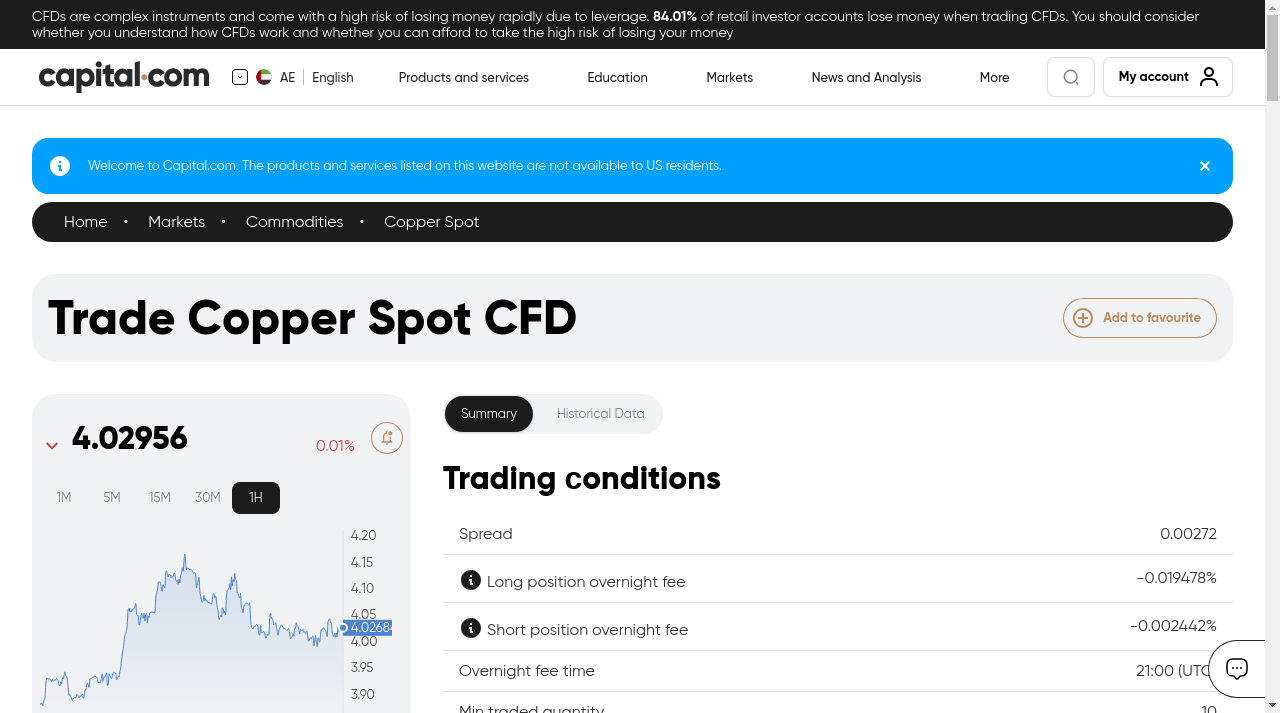 CFDs are complex instruments and come with a high risk of losing money rapidly due to leverage. 84.01% of retail investor accounts lose money when trading CFDs. You should consider
whether you understand how CFDs work and whether you can afford to take the high risk of losing your money
capital.com
AE English
Products and services
Education
Markets
News and Analysis
More
My account
Welcome to Capital.com. The products and services listed on this website are not available to US residents.
Home • Markets • Commodities • Copper Spot
Trade Copper Spot CFD
Add to favourite
4.02956
0.01%
1M 5M 15M 30M 1H
4.20
4.15
4.10
4.05
4.02684
4.00
3.95
3.90
Summary
Historical Data
Trading conditions
Spread 0.00272
Long position overnight fee -0.019478%
Short position overnight fee -0.002442%
Overnight fee time 21:00 (UTC
Min traded quantity 10